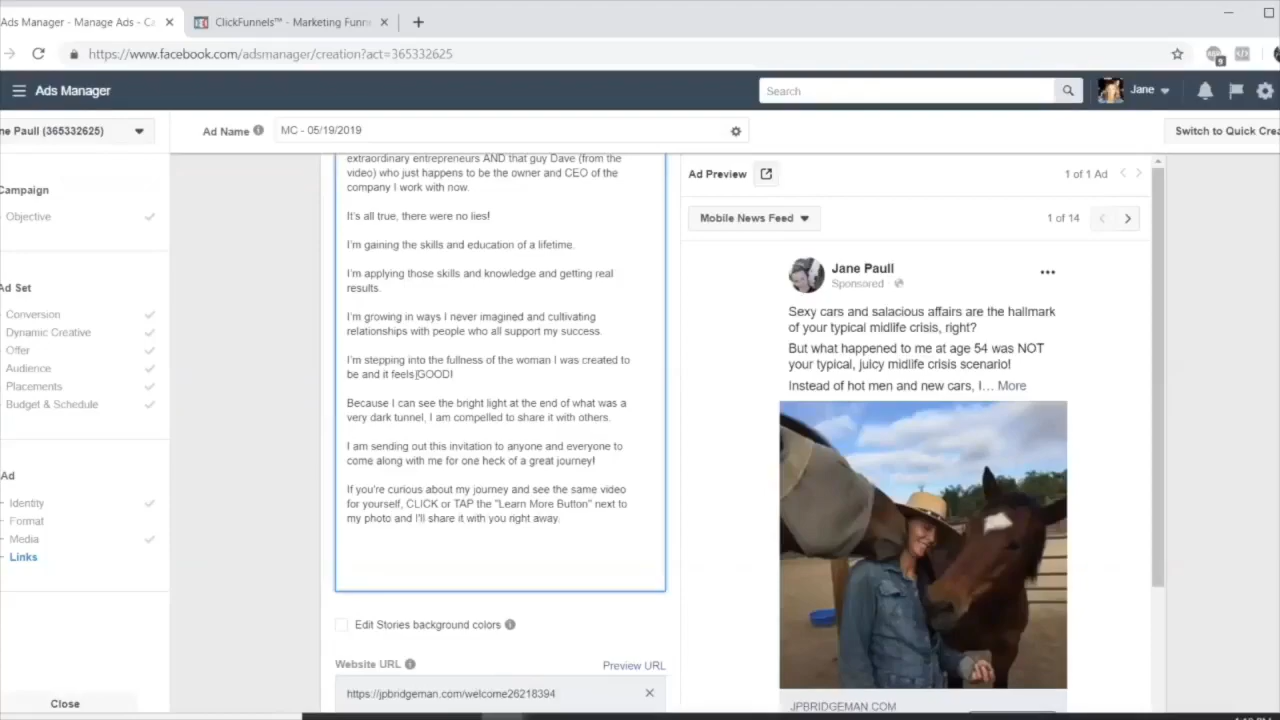 Ads Manager - Manage Ads - Ca
ClickFunnels™ - Marketing Funn
https://www.facebook.com/adsmanager/creation?act=365332625
9
Ads Manager
Search
Jane
ne Paull (365332625)
Ad Name
MC - 05/19/2019
Switch to Quick Crea
Campaign
Objective
Ad Set
Conversion
Dynamic Creative
Offer
Audience
Placements
Budget & Schedule
Ad
Identity
Format
Media
Links
Close
extraordinary entrepreneurs AND that guy Dave (from the
video) who just happens to be the owner and CEO of the
company I work with now.
It's all true, there were no lies!
I'm gaining the skills and education of a lifetime.
I'm applying those skills and knowledge and getting real
results.
I'm growing in ways I never imagined and cultivating
relationships with people who all support my success.
I'm stepping into the fullness of the woman I was created to
be and it feels GOOD!
Because I can see the bright light at the end of what was a
very dark tunnel, I am compelled to share it with others.
I am sending out this invitation to anyone and everyone to
come along with me for one heck of a great journey!
If you're curious about my journey and see the same video
for yourself, CLICK or TAP the "Learn More Button" next to
my photo and I'll share it with you right away.
Edit Stories background colors
Website URL
Preview URL
https://jpbridgeman.com/welcome26218394
Ad Preview
1 of 1 Ad
Mobile News Feed
1 of 14
Jane Paull
Sponsored
Sexy cars and salacious affairs are the hallmark
of your typical midlife crisis, right?
But what happened to me at age 54 was NOT
your typical, juicy midlife crisis scenario!
Instead of hot men and new cars, I… More
JPBRIDGEMAN.COM